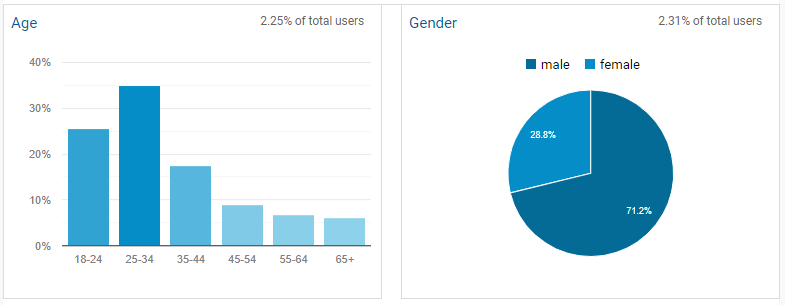 Age
2.25% of total users
40%
30%
20%
10%
0%
18-24 25-34 35-44 45-54 55-64 65+
Gender
2.31% of total users
male female
28.8%
71.2%